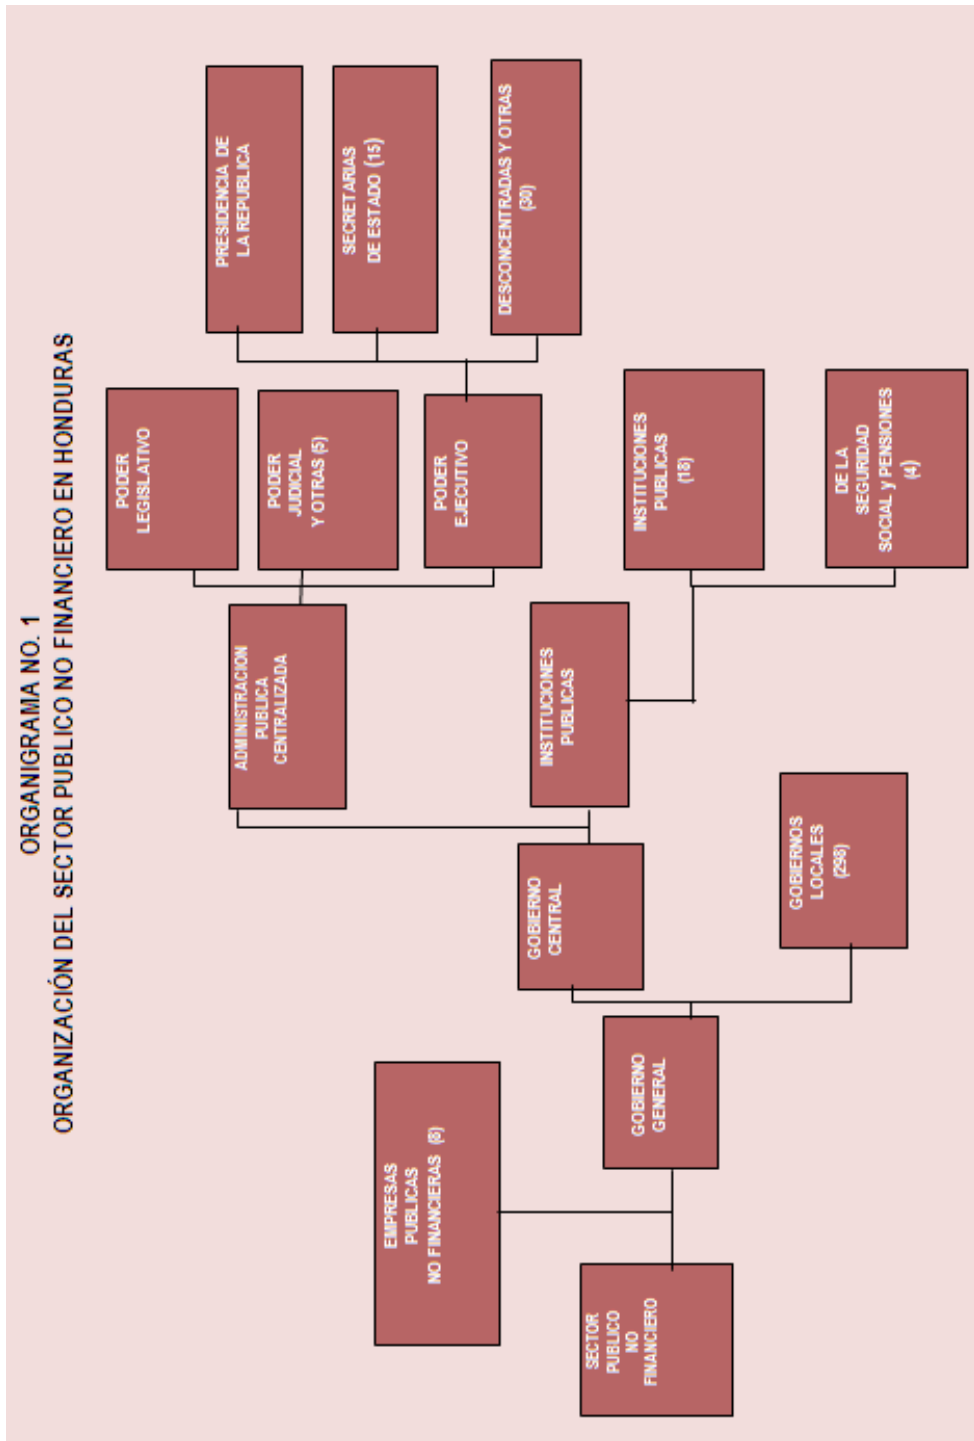 ORGANIGRAMA NO. 1
ORGANIZACIÓN DEL SECTOR PUBLICO NO FINANCIERO EN HONDURAS
SECTOR
PUBLICO
NO
FINANCIERO
EMPRESAS
PUBLICAS
NO FINANCIERAS (8)
GOBIERNO
GENERAL
GOBIERNO
CENTRAL
GOBIERNOS
LOCALES
(298)
ADMINISTRACION
PUBLICA
CENTRALIZADA
INSTITUCIONES
PUBLICAS
PODER
LEGISLATIVO
PODER
JUDICIAL
Y OTRAS (5)
PODER
EJECUTIVO
INSTITUCIONES
PUBLICAS
(18)
DE LA
SEGURIDAD
SOCIAL y PENSIONES
(4)
PRESIDENCIA DE
LA REPUBLICA
SECRETARIAS
DE ESTADO (15)
DESCONCENTRADAS Y OTRAS
(30)